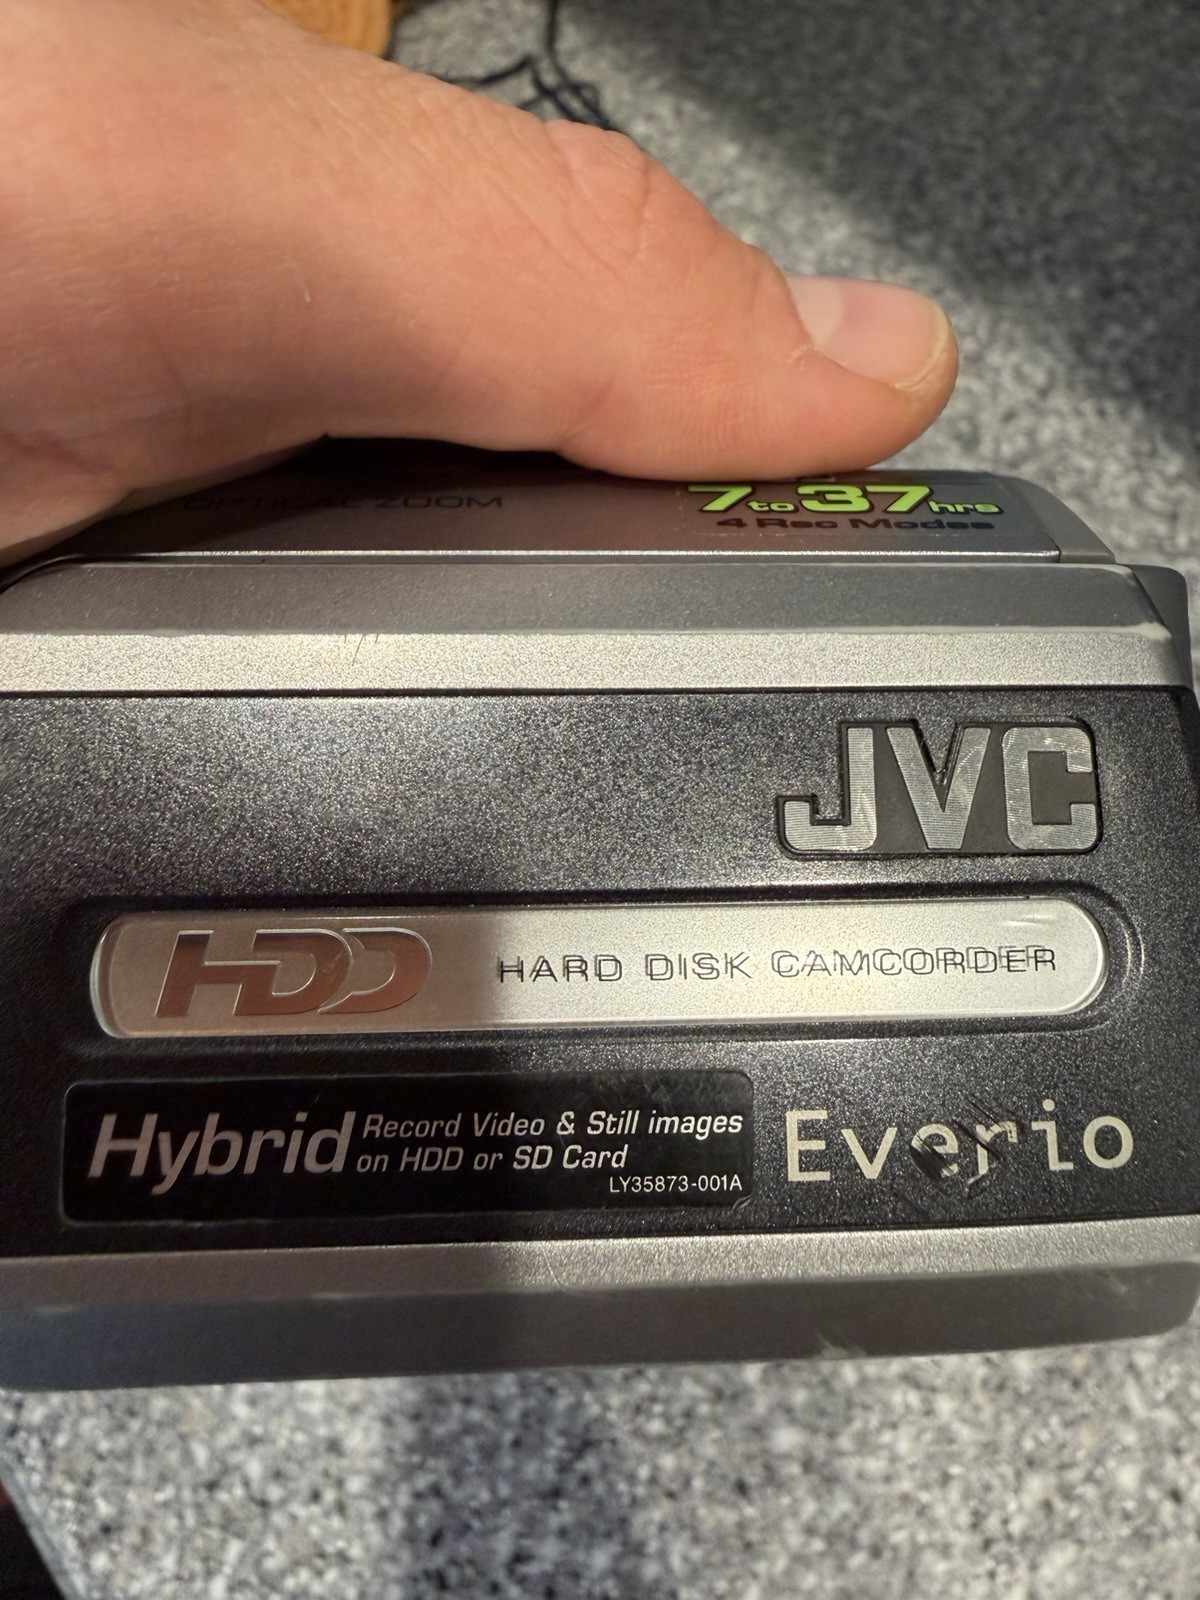 OPTICAL ZOOM
7 to 37 hrs
4 Rec Modes
JVC
HDD HARD DISK CAMCORDER
Hybrid Record Video & Still images
on HDD or SD Card
LY35873-001A
Everio